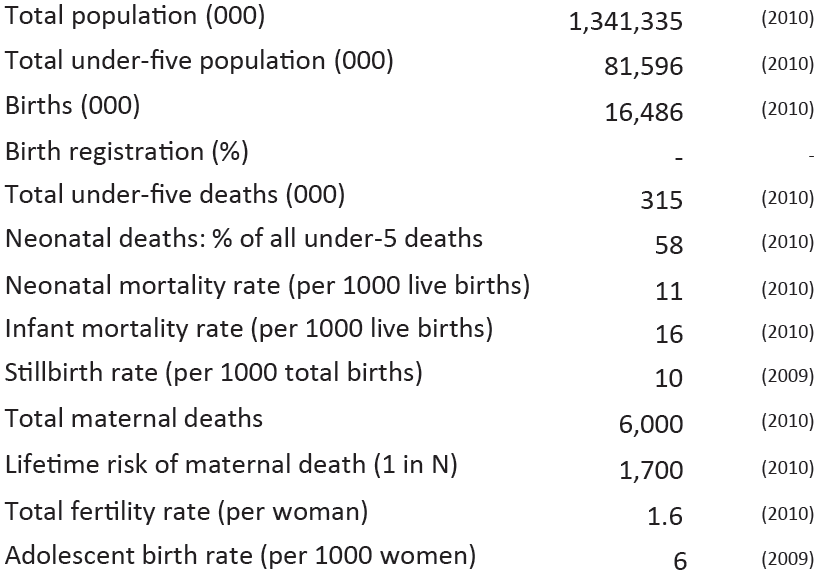 Total population (000) 1,341,335 (2010)
Total under-five population (000) 81,596 (2010)
Births (000) 16,486 (2010)
Birth registration (%) - -
Total under-five deaths (000) 315 (2010)
Neonatal deaths: % of all under-5 deaths 58 (2010)
Neonatal mortality rate (per 1000 live births) 11 (2010)
Infant mortality rate (per 1000 live births) 16 (2010)
Stillbirth rate (per 1000 total births) 10 (2009)
Total maternal deaths 6,000 (2010)
Lifetime risk of maternal death (1 in N) 1,700 (2010)
Total fertility rate (per woman) 1.6 (2010)
Adolescent birth rate (per 1000 women) 6 (2009)